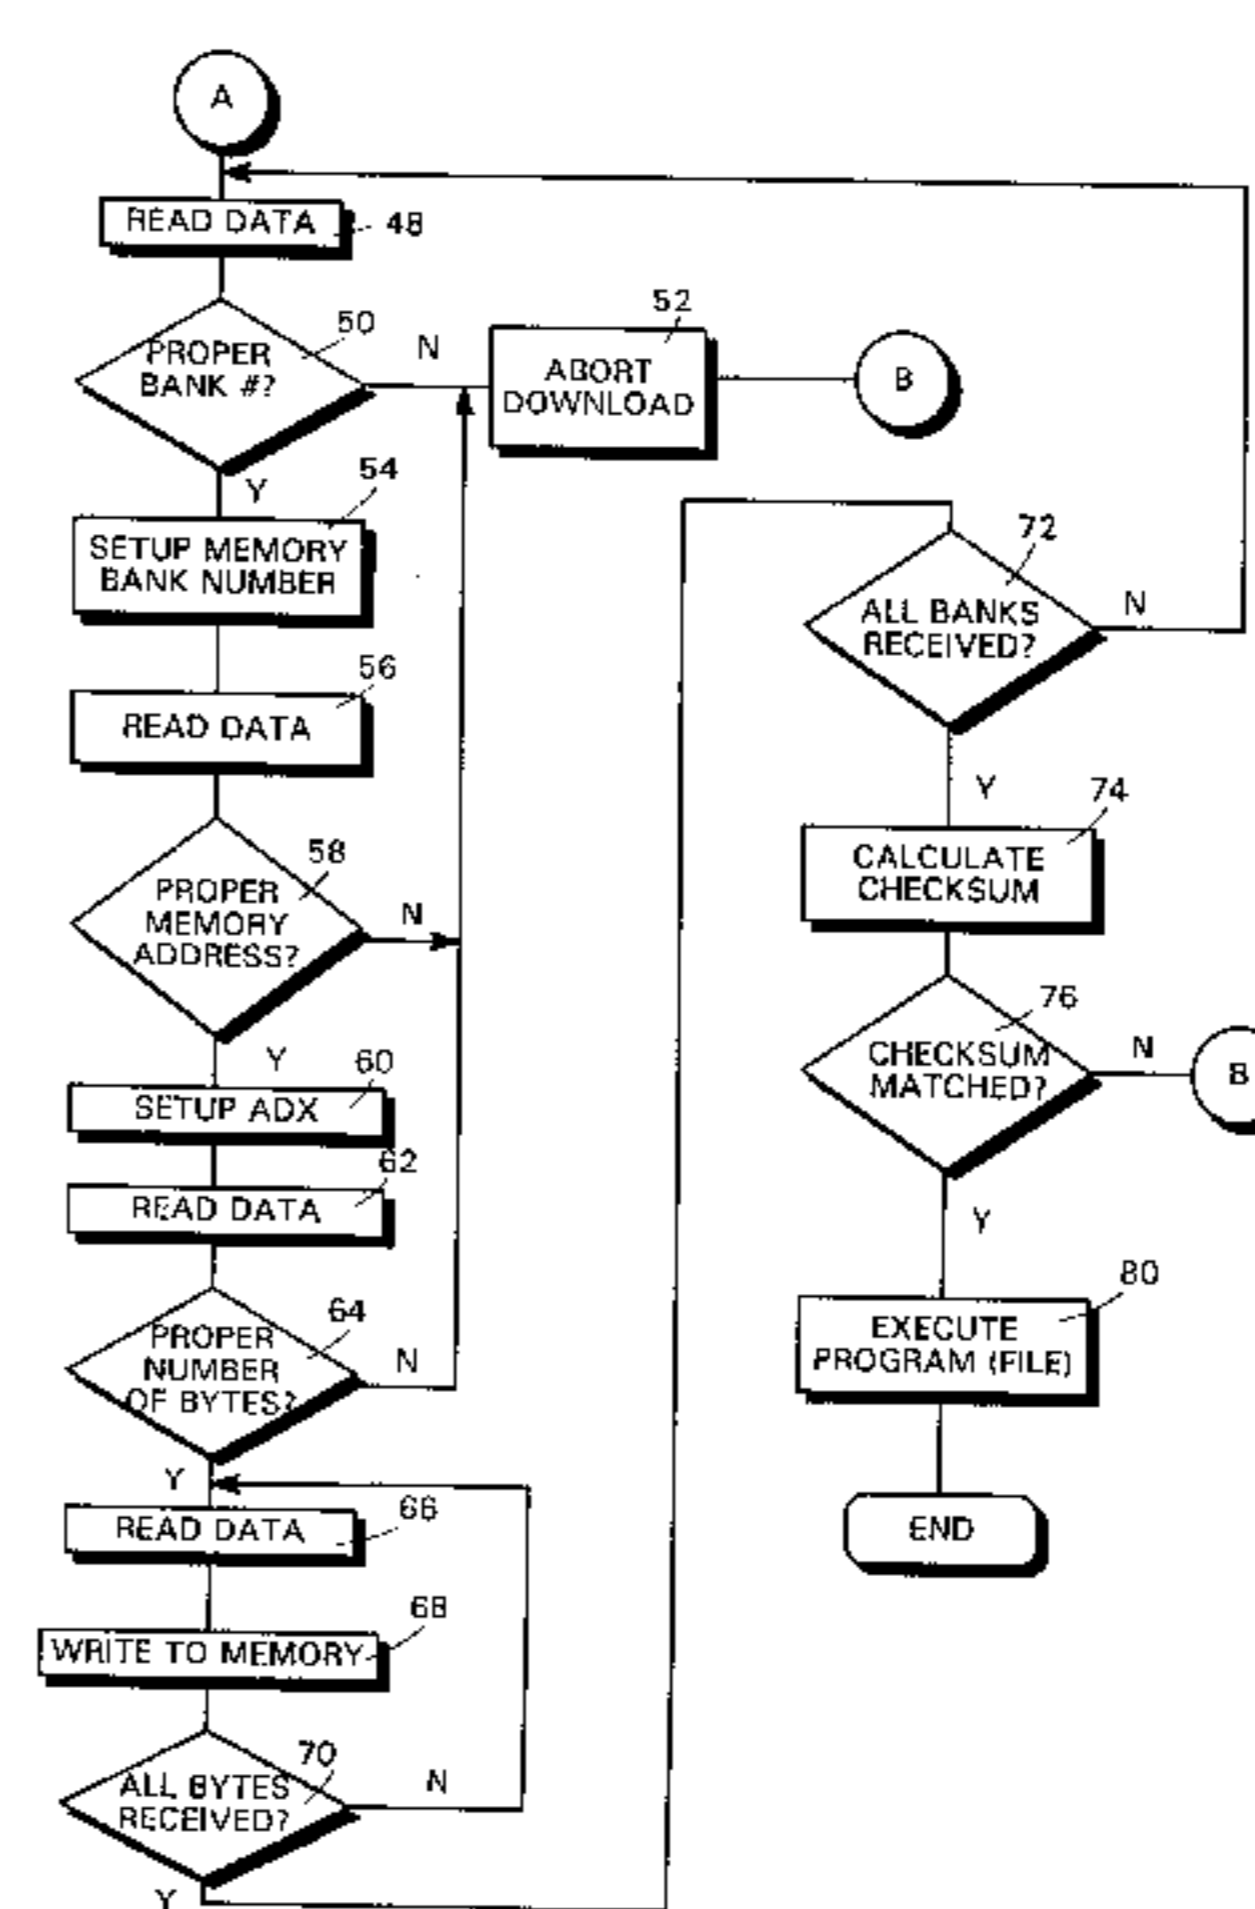 A
READ DATA
48
50
PROPER
BANK #?
N
52
ABORT
DOWNLOAD
B
Y
54
SETUP MEMORY
BANK NUMBER
56
READ DATA
58
PROPER
MEMORY
ADDRESS?
N
Y
60
SETUP ADX
62
READ DATA
64
PROPER
NUMBER
OF BYTES?
N
Y
READ DATA
66
68
WRITE TO MEMORY
70
ALL BYTES
RECEIVED?
N
Y
72
ALL BANKS
RECEIVED?
N
Y
74
CALCULATE
CHECKSUM
76
CHECKSUM
MATCHED?
N
B
Y
80
EXECUTE
PROGRAM (FILE)
END